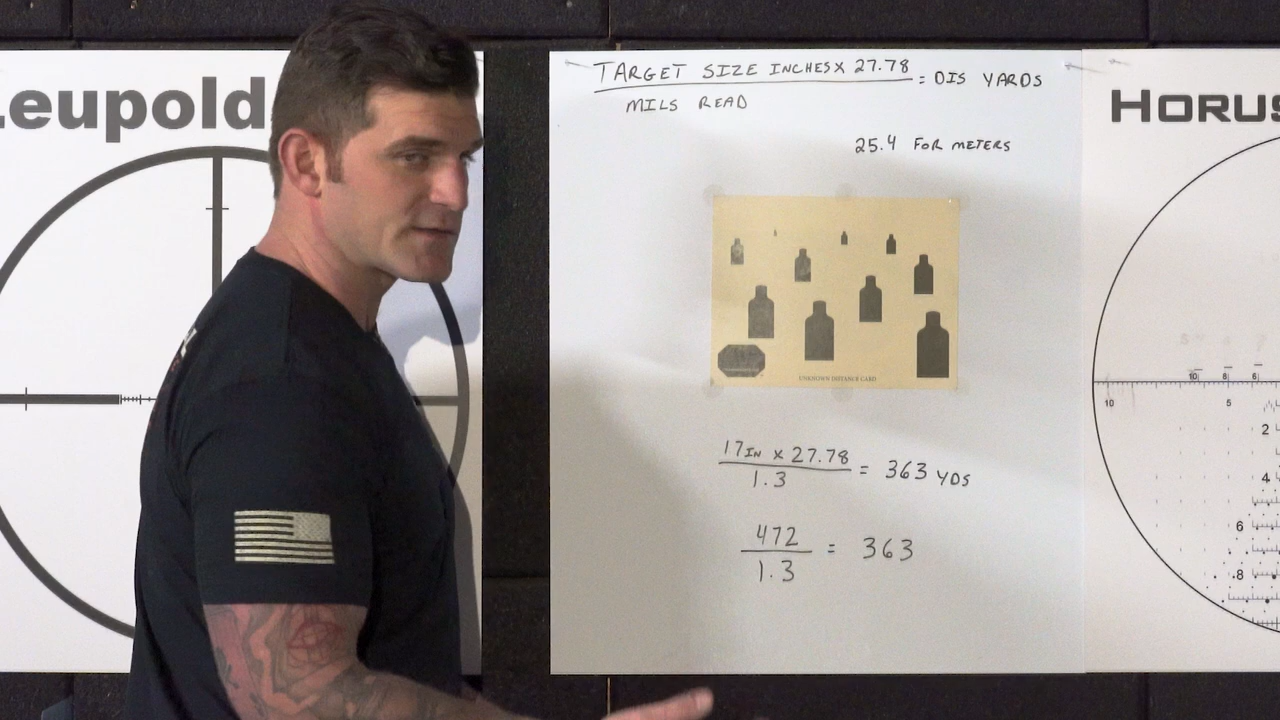 Leupold
TARGET SIZE INCHES X 27.78 = DIS YARDS
MILS READ
25.4 FOR METERS
UNKNOWN DISTANCE CARD
17IN X 27.78 = 363 YDS
1.3
472 = 363
1.3
HORUS
10 8 6
10 5
2
4
6
8